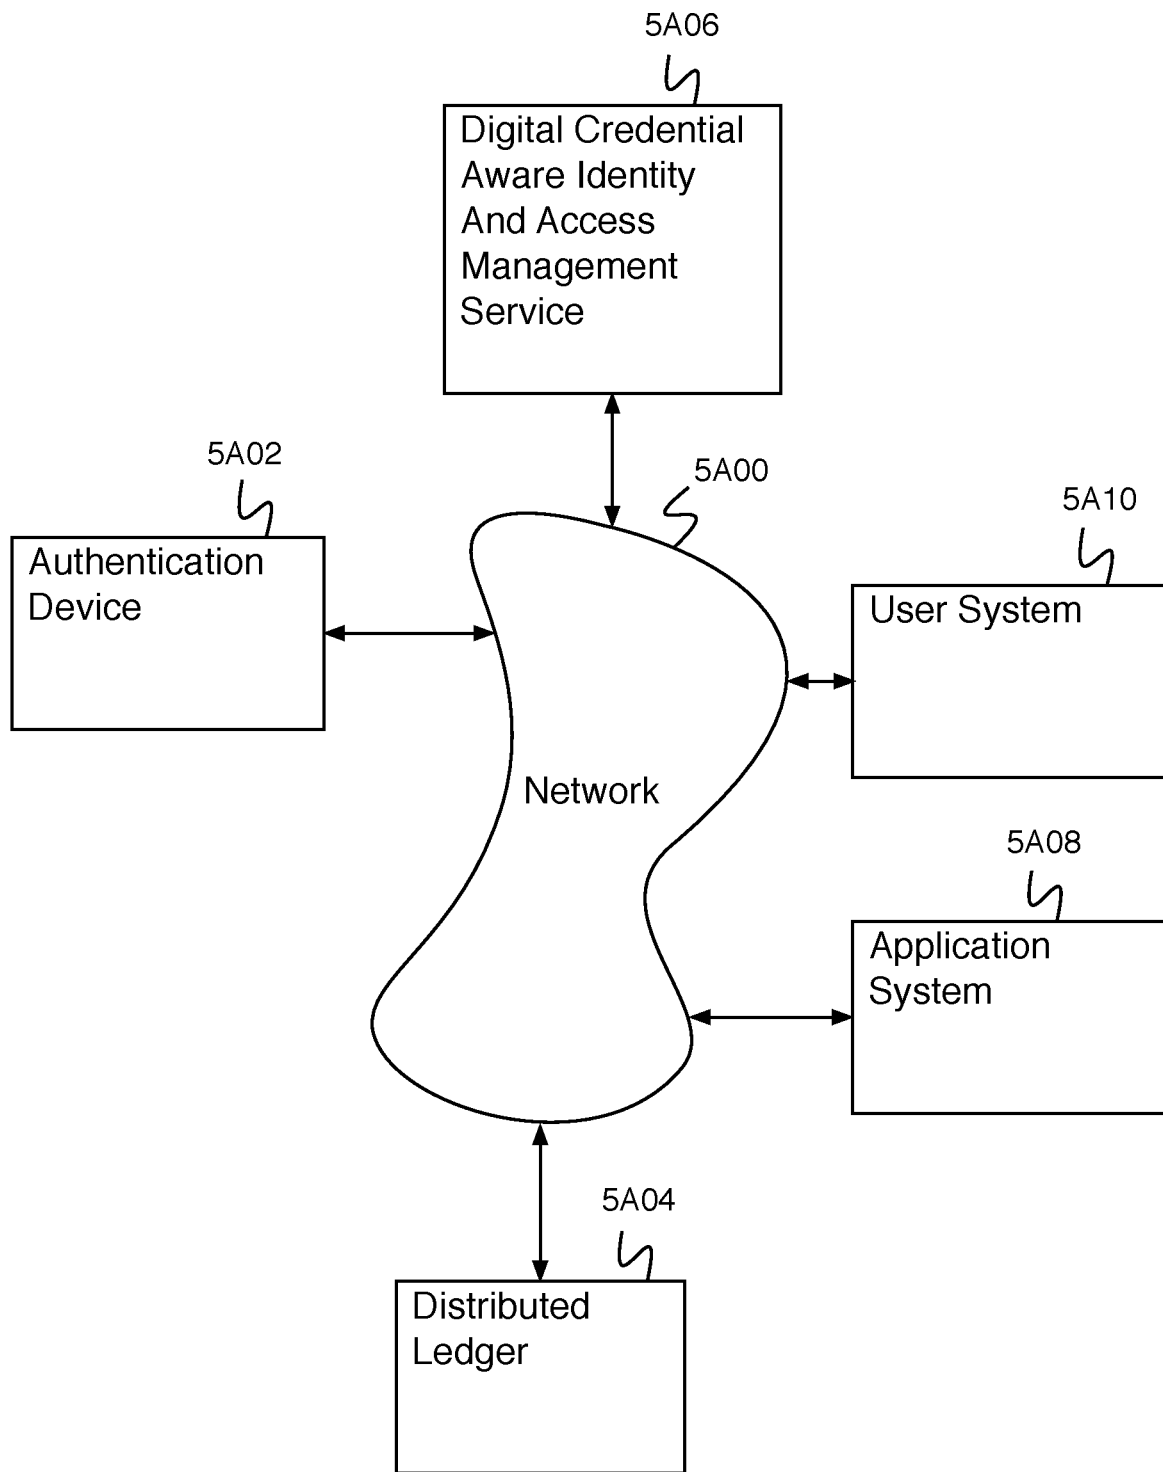 5A06
Digital Credential
Aware Identity
And Access
Management
Service
5A02
Authentication
Device
5A00
5A10
User System
Network
5A08
Application
System
5A04
Distributed
Ledger